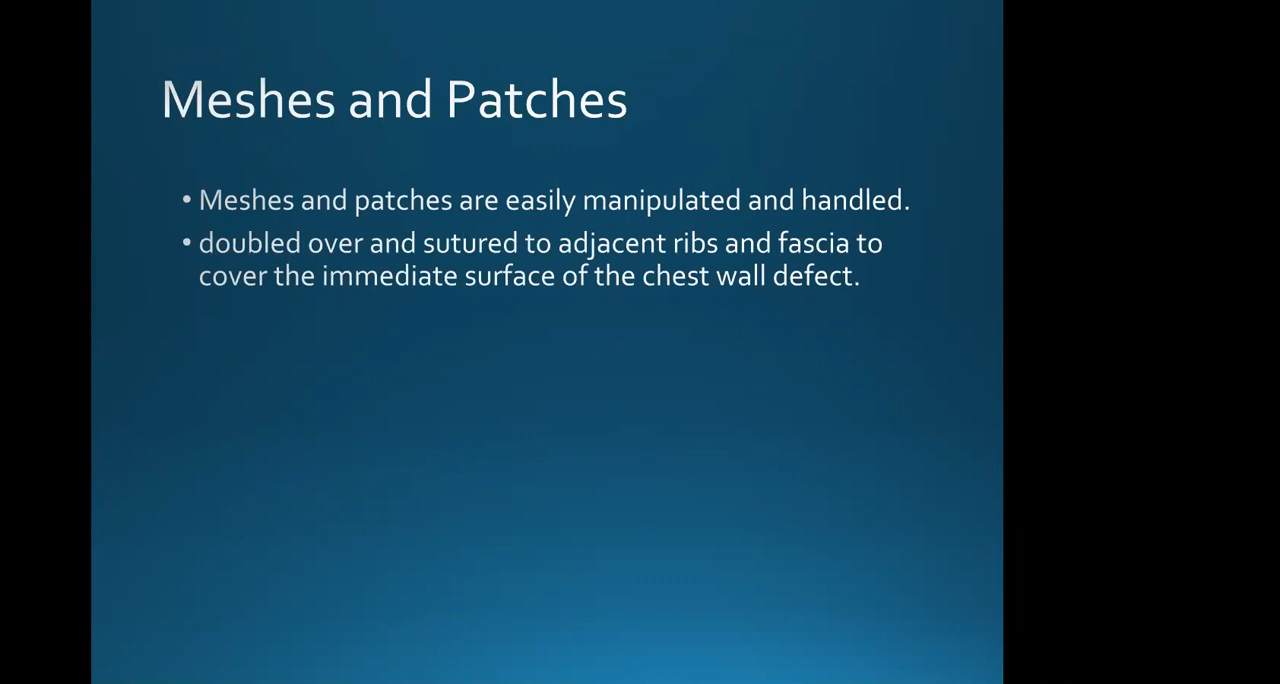 Meshes and Patches
• Meshes and patches are easily manipulated and handled.
• doubled over and sutured to adjacent ribs and fascia to
cover the immediate surface of the chest wall defect.